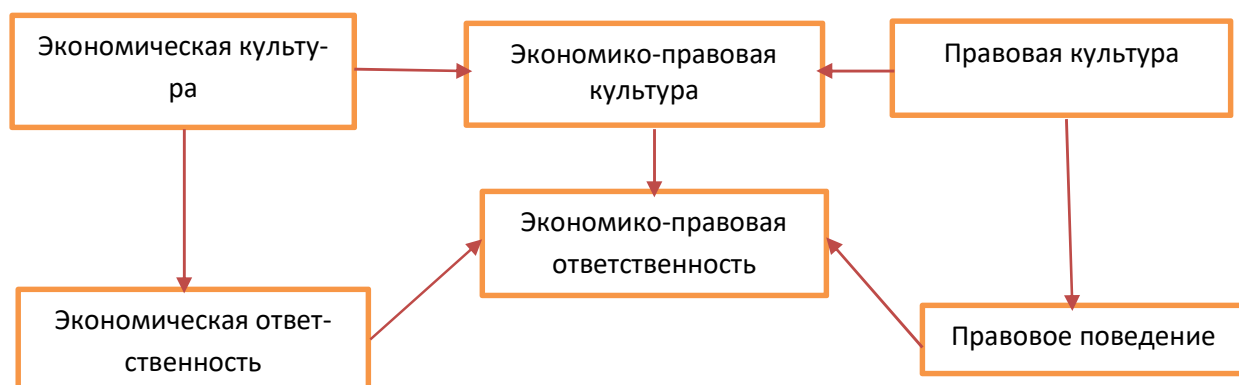 Экономическая культу-
ра
Экономико-правовая
культура
Правовая культура
Экономико-правовая
ответственность
Экономическая ответ-
ственность
Правовое поведение